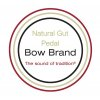 Natural Gut
Pedal
Bow Brand
The sound of tradition®